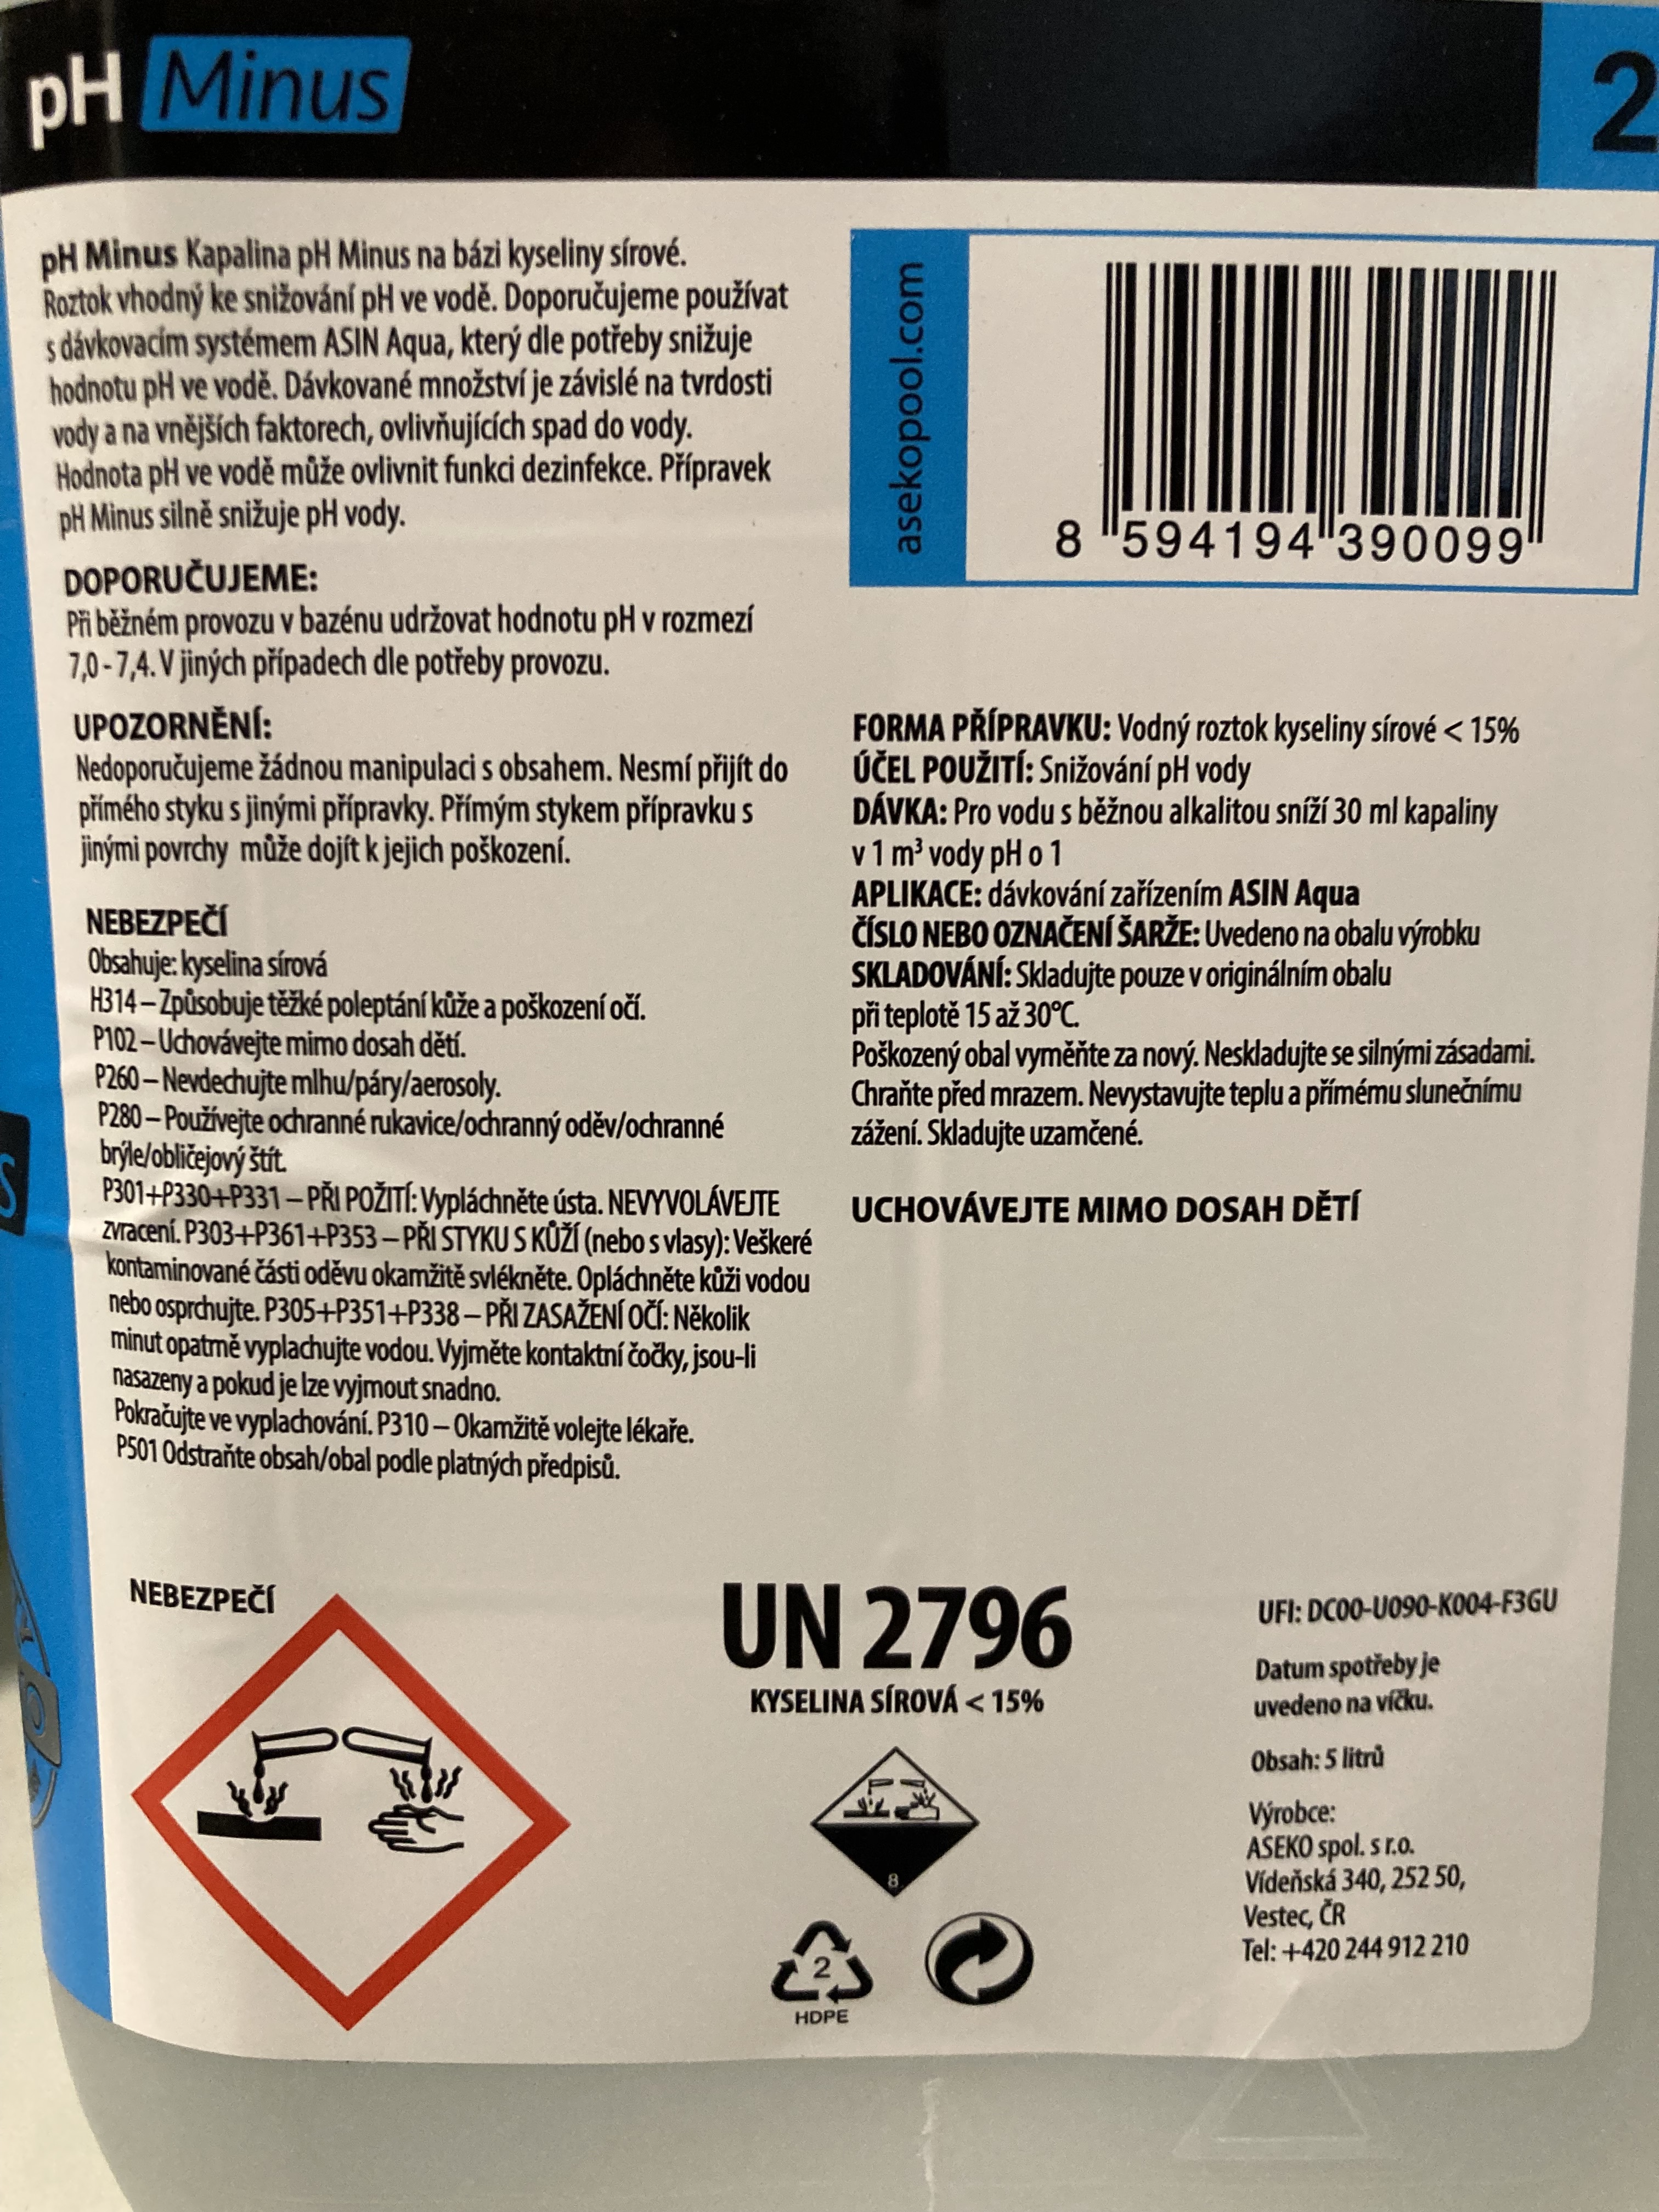 pH Minus
2
pH Minus Kapalina pH Minus na bázi kyseliny sírové.
Roztok vhodný ke snižování pH ve vodě. Doporučujeme používat
s dávkovacím systémem ASIN Aqua, který dle potřeby snižuje
hodnotu pH ve vodě. Dávkované množství je závislé na tvrdosti
vody a na vnějších faktorech, ovlivňujících spad do vody.
Hodnota pH ve vodě může ovlivnit funkci dezinfekce. Přípravek
pH Minus silně snižuje pH vody.
DOPORUČUJEME:
Při běžném provozu v bazénu udržovat hodnotu pH v rozmezí
7,0 - 7,4. V jiných případech dle potřeby provozu.
UPOZORNĚNÍ:
Nedoporučujeme žádnou manipulaci s obsahem. Nesmí přijít do
přímého styku s jinými přípravky. Přímým stykem přípravku s
jinými povrchy může dojít k jejich poškození.
NEBEZPEČÍ
Obsahuje: kyselina sírová
H314 – Způsobuje těžké poleptání kůže a poškození očí.
P102 – Uchovávejte mimo dosah dětí.
P260 – Nevdechujte mlhu/páry/aerosoly.
P280 – Používejte ochranné rukavice/ochranný oděv/ochranné
brýle/obličejový štít.
P301+P330+P331 – PŘI POŽITÍ: Vypláchněte ústa. NEVYVOLÁVEJTE
zvracení. P303+P361+P353 – PŘI STYKU S KŮŽÍ (nebo s vlasy): Veškeré
kontaminované části oděvu okamžitě svlékněte. Opláchněte kůži vodou
nebo osprchujte. P305+P351+P338 – PŘI ZASAŽENÍ OČÍ: Několik
minut opatrně vyplachujte vodou. Vyjměte kontaktní čočky, jsou-li
nasazeny a pokud je lze vyjmout snadno.
Pokračujte ve vyplachování. P310 – Okamžitě volejte lékaře.
P501 Odstraňte obsah/obal podle platných předpisů.
asekopool.com
8 594194 390099
FORMA PŘÍPRAVKU: Vodný roztok kyseliny sírové < 15%
ÚČEL POUŽITÍ: Snižování pH vody
DÁVKA: Pro vodu s běžnou alkalitou sníží 30 ml kapaliny
v 1 m³ vody pH o 1
APLIKACE: dávkování zařízením ASIN Aqua
ČÍSLO NEBO OZNAČENÍ ŠARŽE: Uvedeno na obalu výrobku
SKLADOVÁNÍ: Skladujte pouze v originálním obalu
při teplotě 15 až 30°C.
Poškozený obal vyměňte za nový. Neskladujte se silnými zásadami.
Chraňte před mrazem. Nevystavujte teplu a přímému slunečnímu
zážení. Skladujte uzamčené.
UCHOVÁVEJTE MIMO DOSAH DĚTÍ
NEBEZPEČÍ
UN 2796
KYSELINA SÍROVÁ < 15%
8
2
HDPE
UFI: DC00-U090-K004-F3GU
Datum spotřeby je
uvedeno na víčku.
Obsah: 5 litrů
Výrobce:
ASEKO spol. s r.o.
Vídeňská 340, 252 50,
Vestec, ČR
Tel: +420 244 912 210